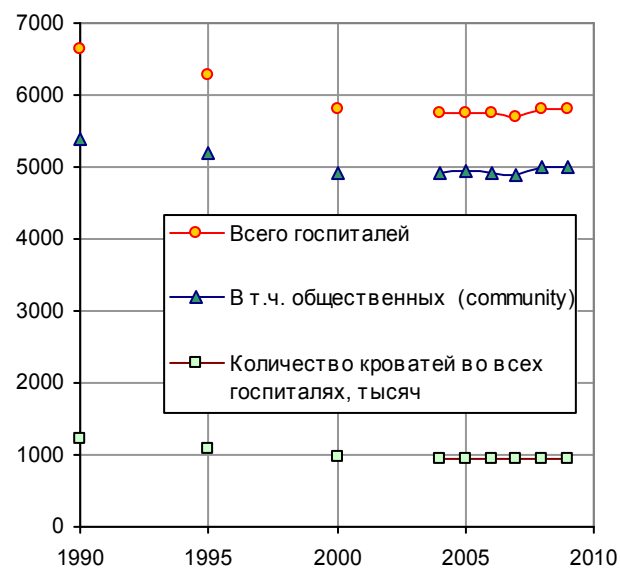 7000
6000
5000
4000
3000
2000
1000
0
Всего госпиталей
В т.ч. общественных (community)
Количество кроватей во всех
госпиталях, тысяч
1990 1995 2000 2005 2010